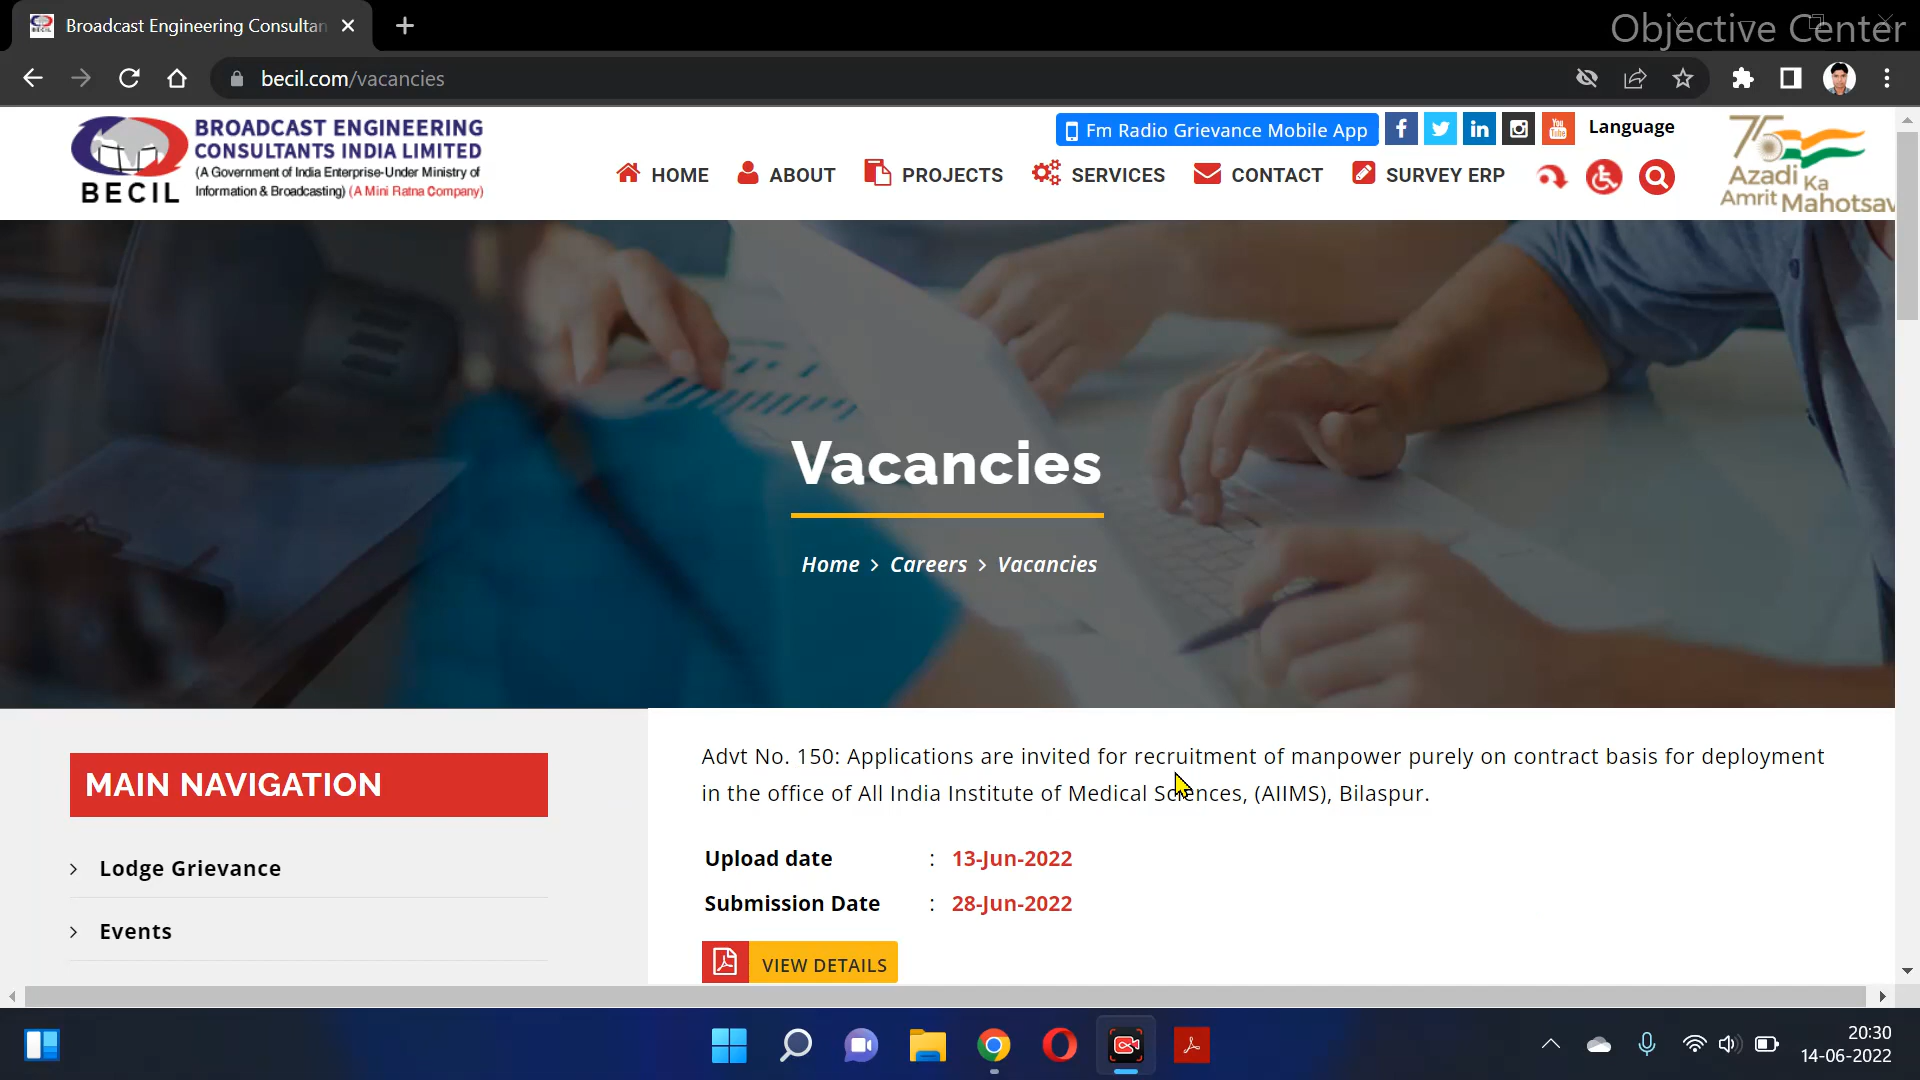 Broadcast Engineering Consultan
Objective Center
becil.com/vacancies
BROADCAST ENGINEERING
CONSULTANTS INDIA LIMITED
(A Government of India Enterprise-Under Ministry of
Information & Broadcasting) (A Mini Ratna Company)
BECIL
Fm Radio Grievance Mobile App
You
Tube
Language
HOME
ABOUT
PROJECTS
SERVICES
CONTACT
SURVEY ERP
75
Azadi Ka
Amrit Mahotsav
Vacancies
Home > Careers > Vacancies
MAIN NAVIGATION
Lodge Grievance
Events
Advt No. 150: Applications are invited for recruitment of manpower purely on contract basis for deployment
in the office of All India Institute of Medical Sciences, (AIIMS), Bilaspur.
Upload date : 13-Jun-2022
Submission Date : 28-Jun-2022
VIEW DETAILS
20:30
14-06-2022